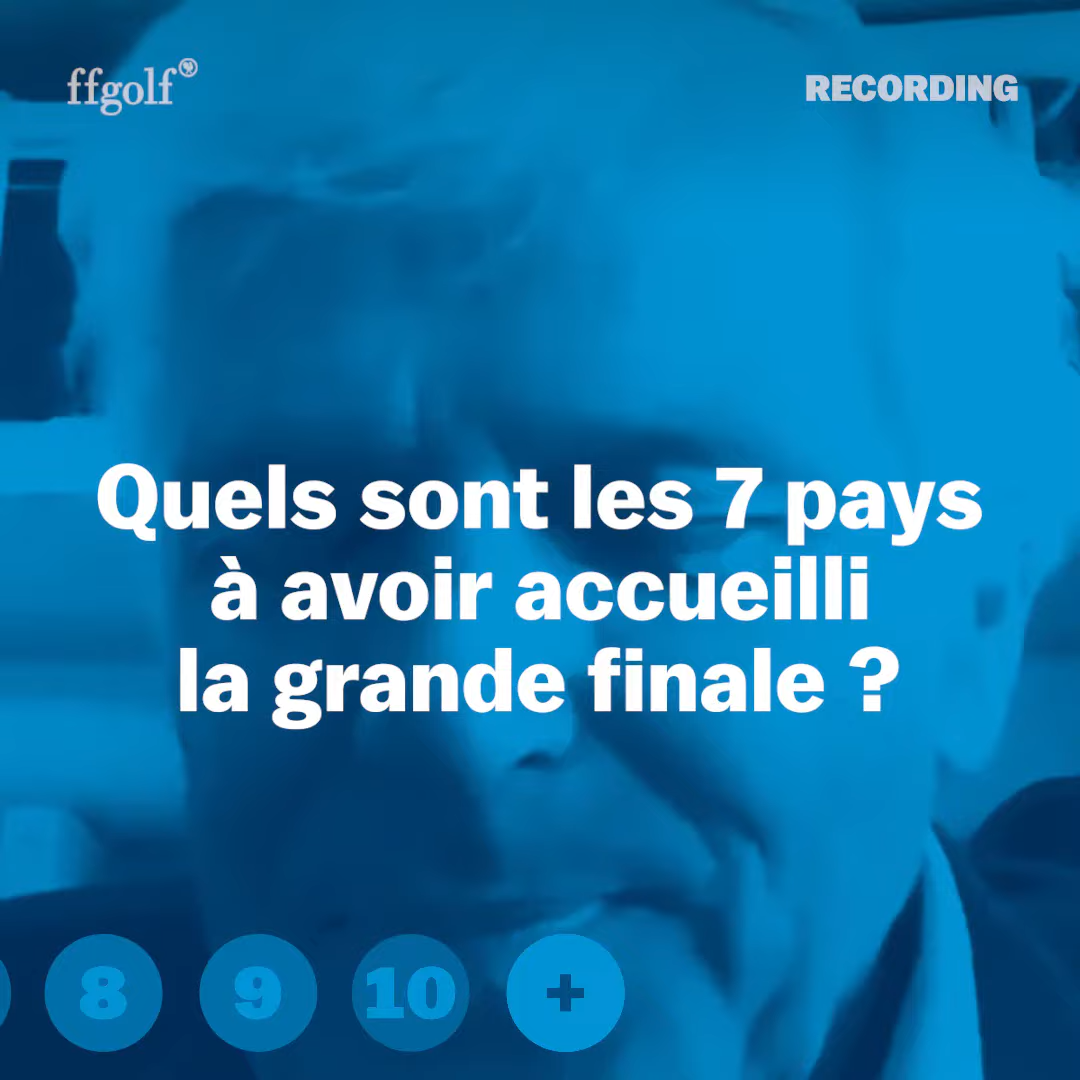 ffgolf
RECORDING
Quels sont les 7 pays
à avoir accueilli
la grande finale ?
8 9 10 +